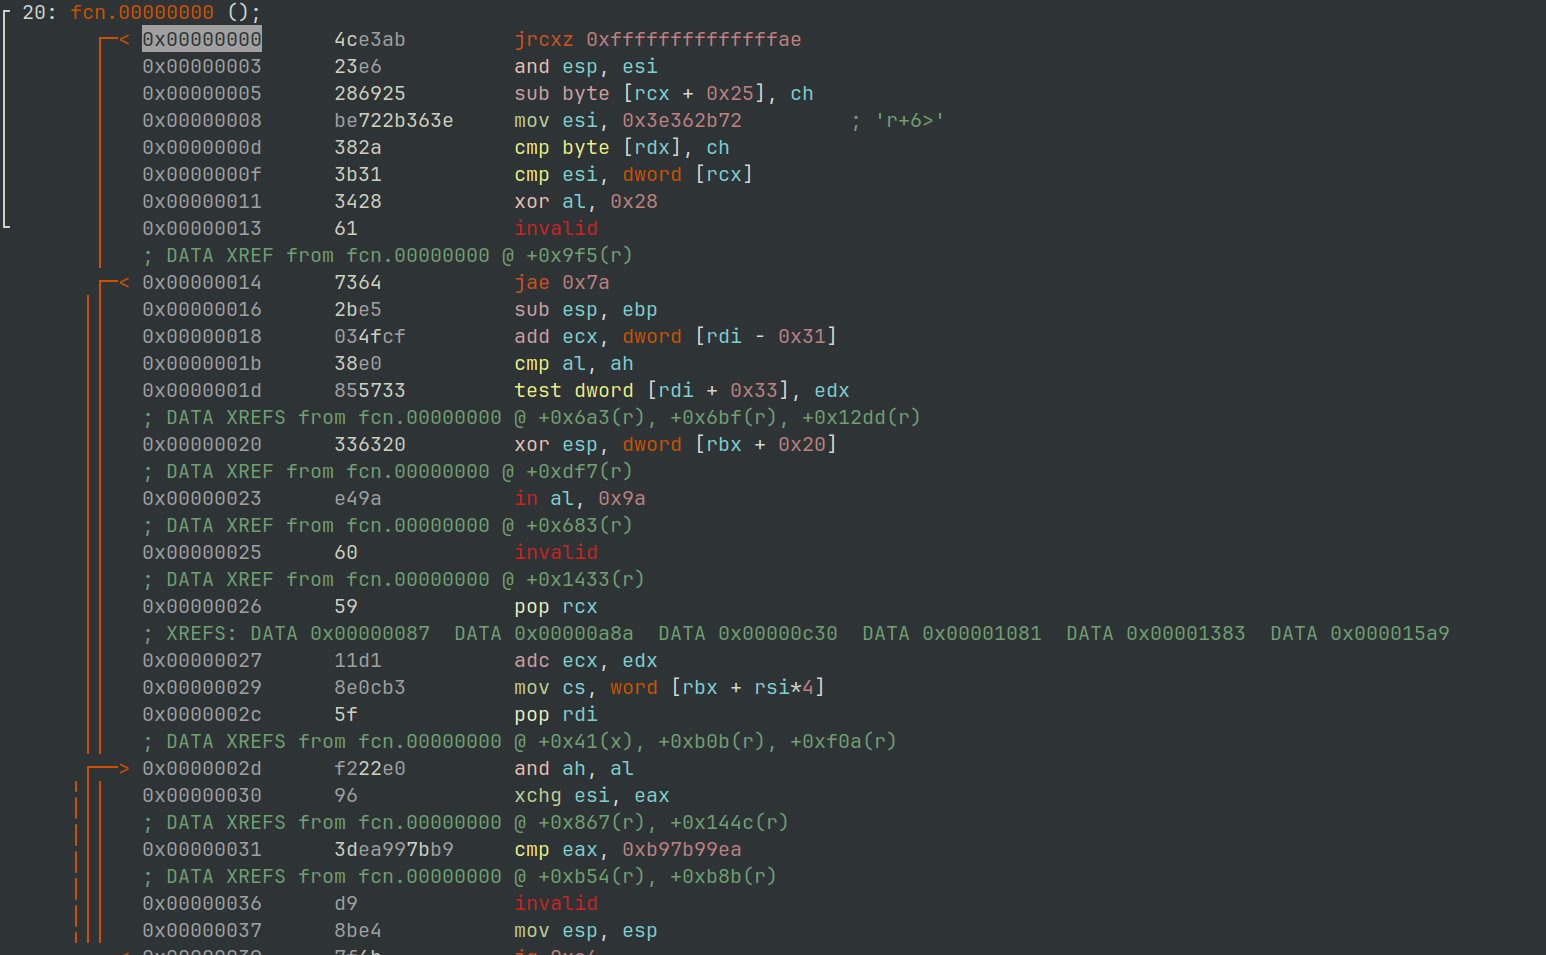 20: fcn.00000000 ();
0x00000000 4ce3ab jrcxz 0xffffffffffffffae
0x00000003 23e6 and esp, esi
0x00000005 286925 sub byte [rcx + 0x25], ch
0x00000008 be722b363e mov esi, 0x3e362b72 ; 'r+6>'
0x0000000d 382a cmp byte [rdx], ch
0x0000000f 3b31 cmp esi, dword [rcx]
0x00000011 3428 xor al, 0x28
0x00000013 61 invalid
; DATA XREF from fcn.00000000 @ +0x9f5(r)
0x00000014 7364 jae 0x7a
0x00000016 2be5 sub esp, ebp
0x00000018 034fcf add ecx, dword [rdi - 0x31]
0x0000001b 38e0 cmp al, ah
0x0000001d 855733 test dword [rdi + 0x33], edx
; DATA XREFS from fcn.00000000 @ +0x6a3(r), +0x6bf(r), +0x12dd(r)
0x00000020 336320 xor esp, dword [rbx + 0x20]
; DATA XREF from fcn.00000000 @ +0xdf7(r)
0x00000023 e49a in al, 0x9a
; DATA XREF from fcn.00000000 @ +0x683(r)
0x00000025 60 invalid
; DATA XREF from fcn.00000000 @ +0x1433(r)
0x00000026 59 pop rcx
; XREFS: DATA 0x00000087 DATA 0x00000a8a DATA 0x00000c30 DATA 0x00001081 DATA 0x00001383 DATA 0x000015a9
0x00000027 11d1 adc ecx, edx
0x00000029 8e0cb3 mov cs, word [rbx + rsi*4]
0x0000002c 5f pop rdi
; DATA XREFS from fcn.00000000 @ +0x41(x), +0xb0b(r), +0xf0a(r)
0x0000002d f222e0 and ah, al
0x00000030 96 xchg esi, eax
; DATA XREFS from fcn.00000000 @ +0x867(r), +0x144c(r)
0x00000031 3dea997bb9 cmp eax, 0xb97b99ea
; DATA XREFS from fcn.00000000 @ +0xb54(r), +0xb8b(r)
0x00000036 d9 invalid
0x00000037 8be4 mov esp, esp